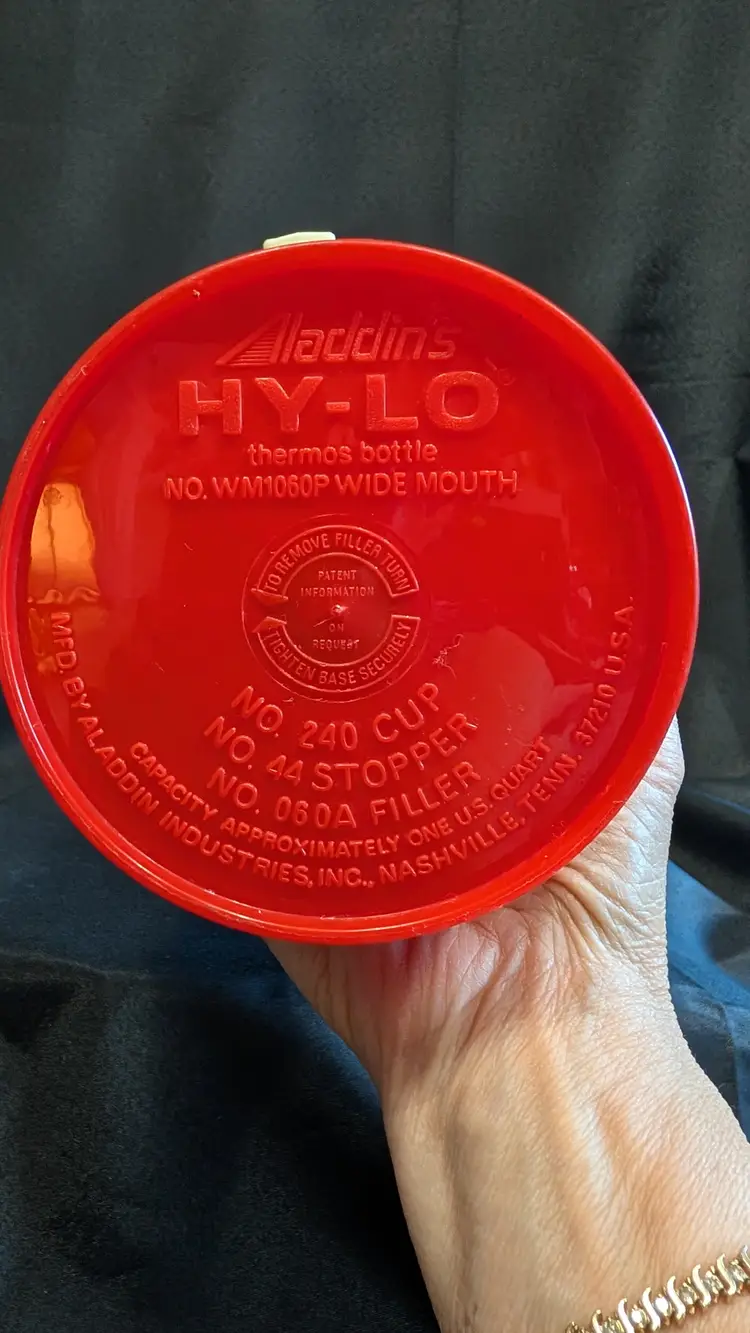 Aladdin's
HY-LO®
thermos bottle
NO. WM1060P WIDE MOUTH
TO REMOVE FILLER TURN
PATENT
INFORMATION
ON
REQUEST
TIGHTEN BASE SECURELY
NO. 240 CUP
NO. 44 STOPPER
NO. 060A FILLER
CAPACITY APPROXIMATELY ONE U.S. QUART
MFD. BY ALADDIN INDUSTRIES, INC., NASHVILLE, TENN. 37210 U.S.A.